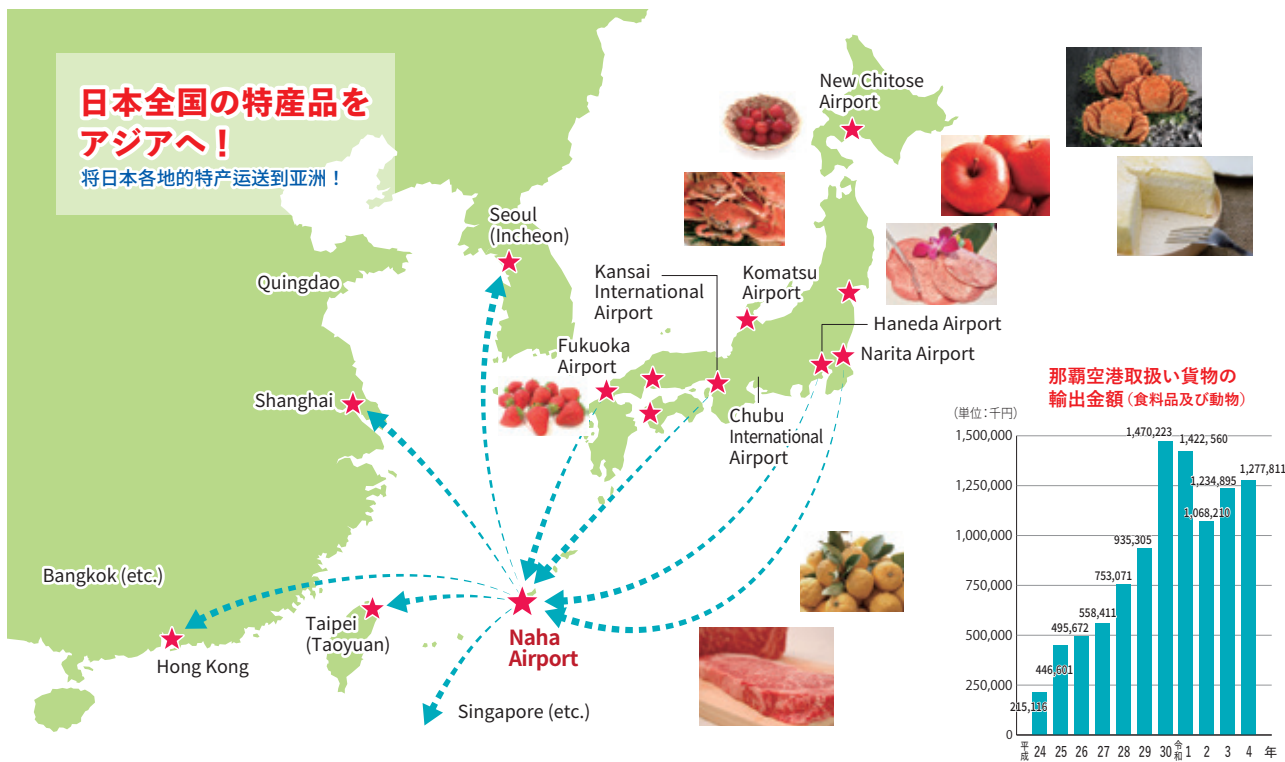 日本全国の特産品を
アジアへ！
将日本各地的特产运送到亚洲！
New Chitose
Airport
Seoul
(Incheon)
Quingdao
Kansai
International
Airport
Komatsu
Airport
Haneda Airport
Narita Airport
Fukuoka
Airport
Shanghai
Chubu
International
Airport
Bangkok (etc.)
Taipei
(Taoyuan)
Hong Kong
Naha
Airport
Singapore (etc.)
那覇空港取扱い貨物の
輸出金額（食料品及び動物）
（単位：千円）
1,500,000
1,250,000
1,000,000
750,000
500,000
250,000
0
215,116
446,601
495,672
558,411
753,071
935,305
1,470,223
1,422,560
1,068,210
1,234,895
1,277,811
平成 24 25 26 27 28 29 30 令和 1 2 3 4 年